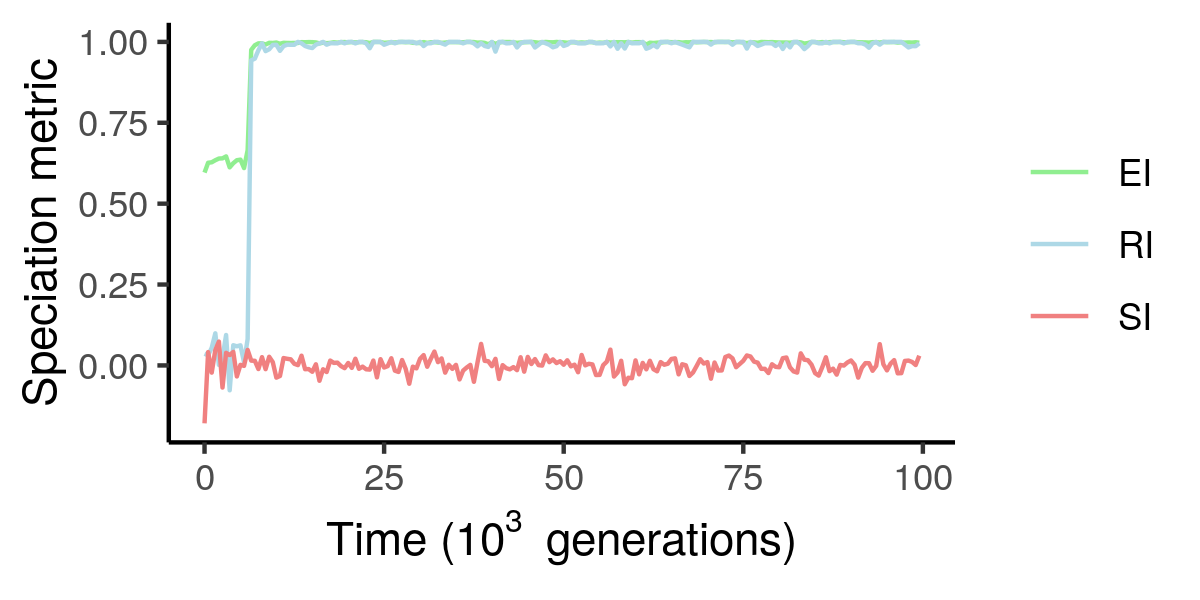 Speciation metric
1.00
0.75
0.50
0.25
0.00
0 25 50 75 100
Time (10³ generations)
EI
RI
SI